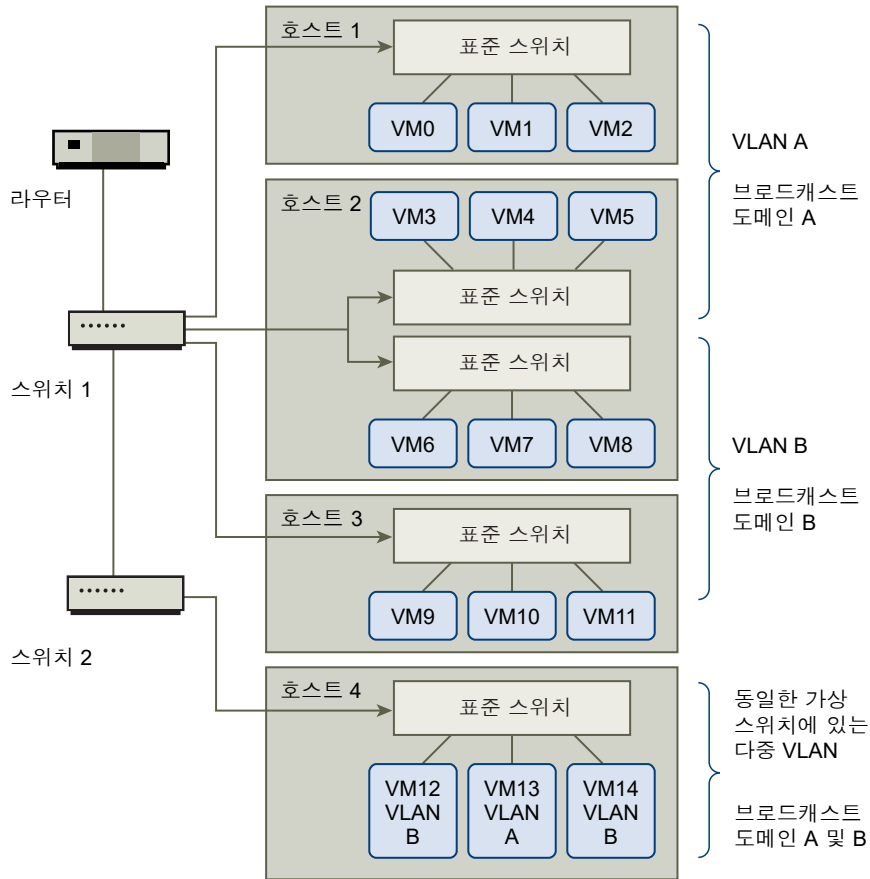 호스트 1
표준 스위치
VM0
VM1
VM2
VLAN A
브로드캐스트
도메인 A
라우터
호스트 2
VM3
VM4
VM5
표준 스위치
표준 스위치
VM6
VM7
VM8
스위치 1
VLAN B
브로드캐스트
도메인 B
호스트 3
표준 스위치
VM9
VM10
VM11
스위치 2
호스트 4
표준 스위치
VM12
VLAN
B
VM13
VLAN
A
VM14
VLAN
B
동일한 가상
스위치에 있는
다중 VLAN
브로드캐스트
도메인 A 및 B